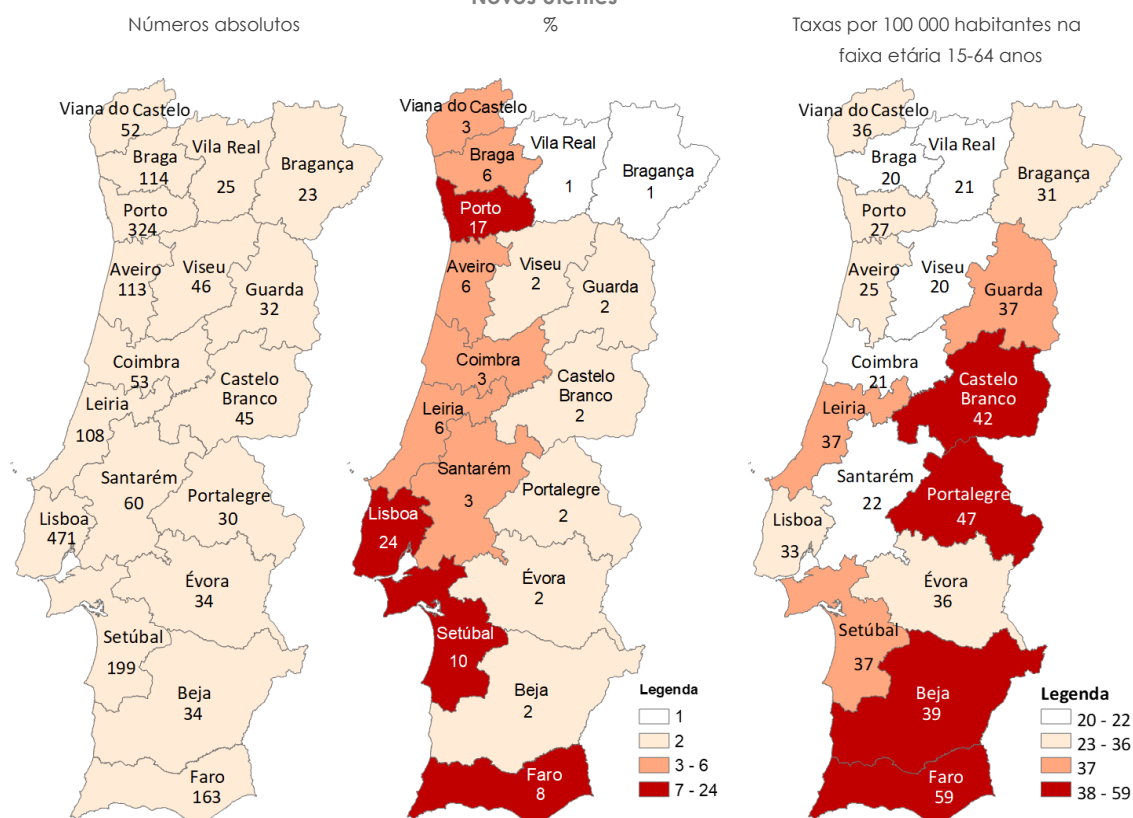 Novos Utentes
Números absolutos
%
Taxas por 100 000 habitantes na
faixa etária 15-64 anos
Viana do Castelo
52
Braga
114
Vila Real
25
Bragança
23
Porto
324
Aveiro
113
Viseu
46
Guarda
32
Coimbra
53
Castelo
Branco
45
Leiria
108
Santarém
60
Portalegre
30
Lisboa
471
Évora
34
Setúbal
199
Beja
34
Faro
163
Viana do Castelo
3
Braga
6
Vila Real
1
Bragança
1
Porto
17
Aveiro
6
Viseu
2
Guarda
2
Coimbra
3
Castelo
Branco
2
Leiria
6
Santarém
3
Portalegre
2
Lisboa
24
Évora
2
Setúbal
10
Beja
2
Faro
8
Legenda
1
2
3 - 6
7 - 24
Viana do Castelo
36
Braga
20
Vila Real
21
Bragança
31
Porto
27
Aveiro
25
Viseu
20
Guarda
37
Coimbra
21
Castelo
Branco
42
Leiria
37
Santarém
22
Portalegre
47
Lisboa
33
Évora
36
Setúbal
37
Beja
39
Faro
59
Legenda
20 - 22
23 - 36
37
38 - 59